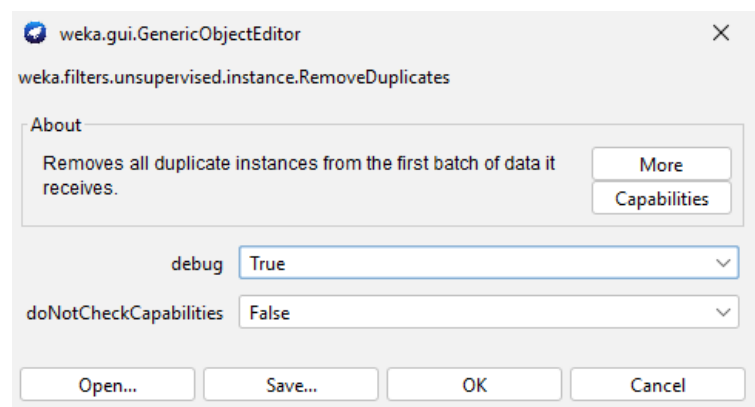 weka.gui.GenericObjectEditor
weka.filters.unsupervised.instance.RemoveDuplicates
About
Removes all duplicate instances from the first batch of data it
receives.
More
Capabilities
debug True
doNotCheckCapabilities False
Open... Save... OK Cancel